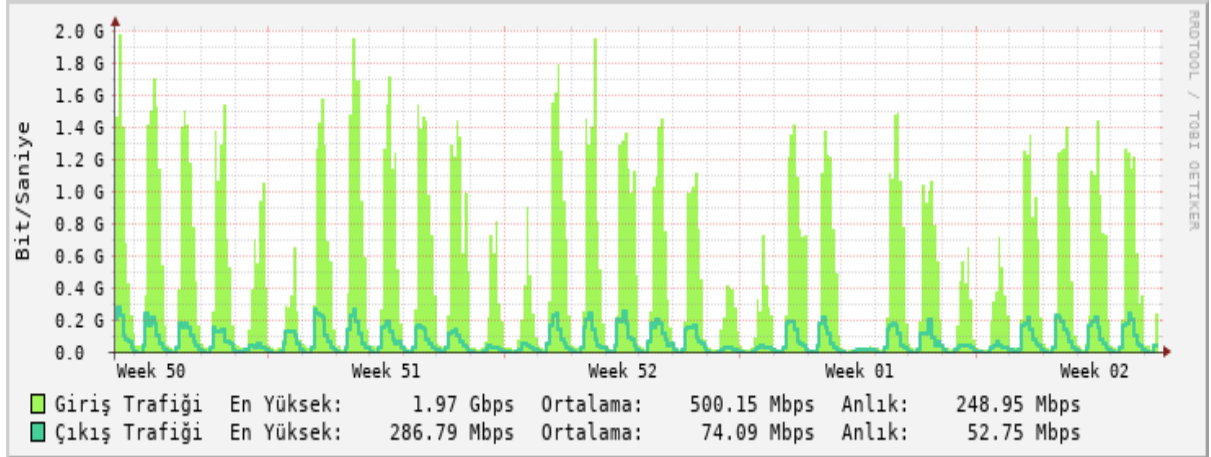 RRDTOOL / TOBI OETIKER
Bit/Saniye
2.0 G
1.8 G
1.6 G
1.4 G
1.2 G
1.0 G
0.8 G
0.6 G
0.4 G
0.2 G
0.0
Week 50 Week 51 Week 52 Week 01 Week 02
Giriş Trafiği En Yüksek: 1.97 Gbps Ortalama: 500.15 Mbps Anlık: 248.95 Mbps
Çıkış Trafiği En Yüksek: 286.79 Mbps Ortalama: 74.09 Mbps Anlık: 52.75 Mbps